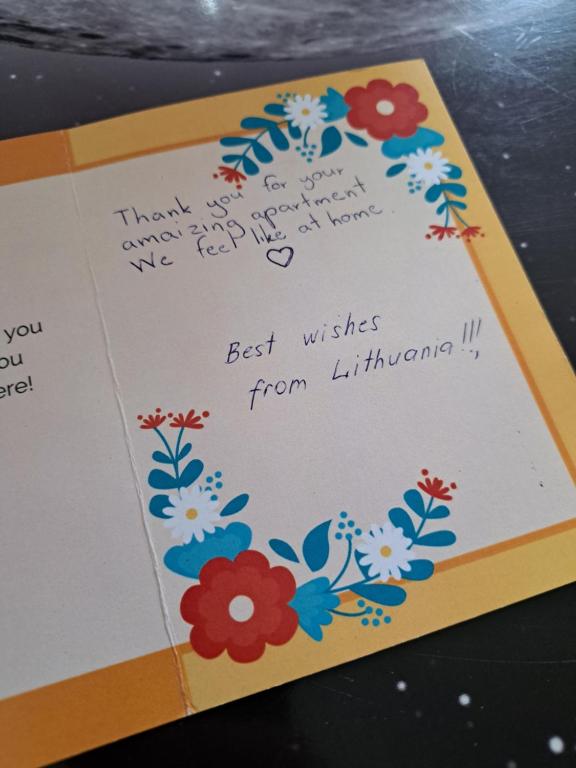 you
ou
ere!
Thank you for your
amaizing apartment
We feel like at home.
♡
Best wishes
from Lithuania!!!